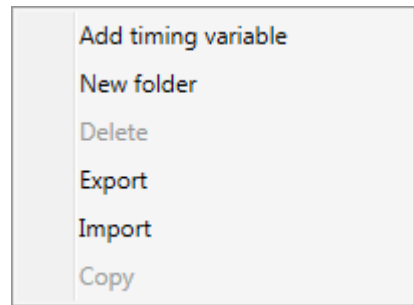 Add timing variable
New folder
Delete
Export
Import
Copy